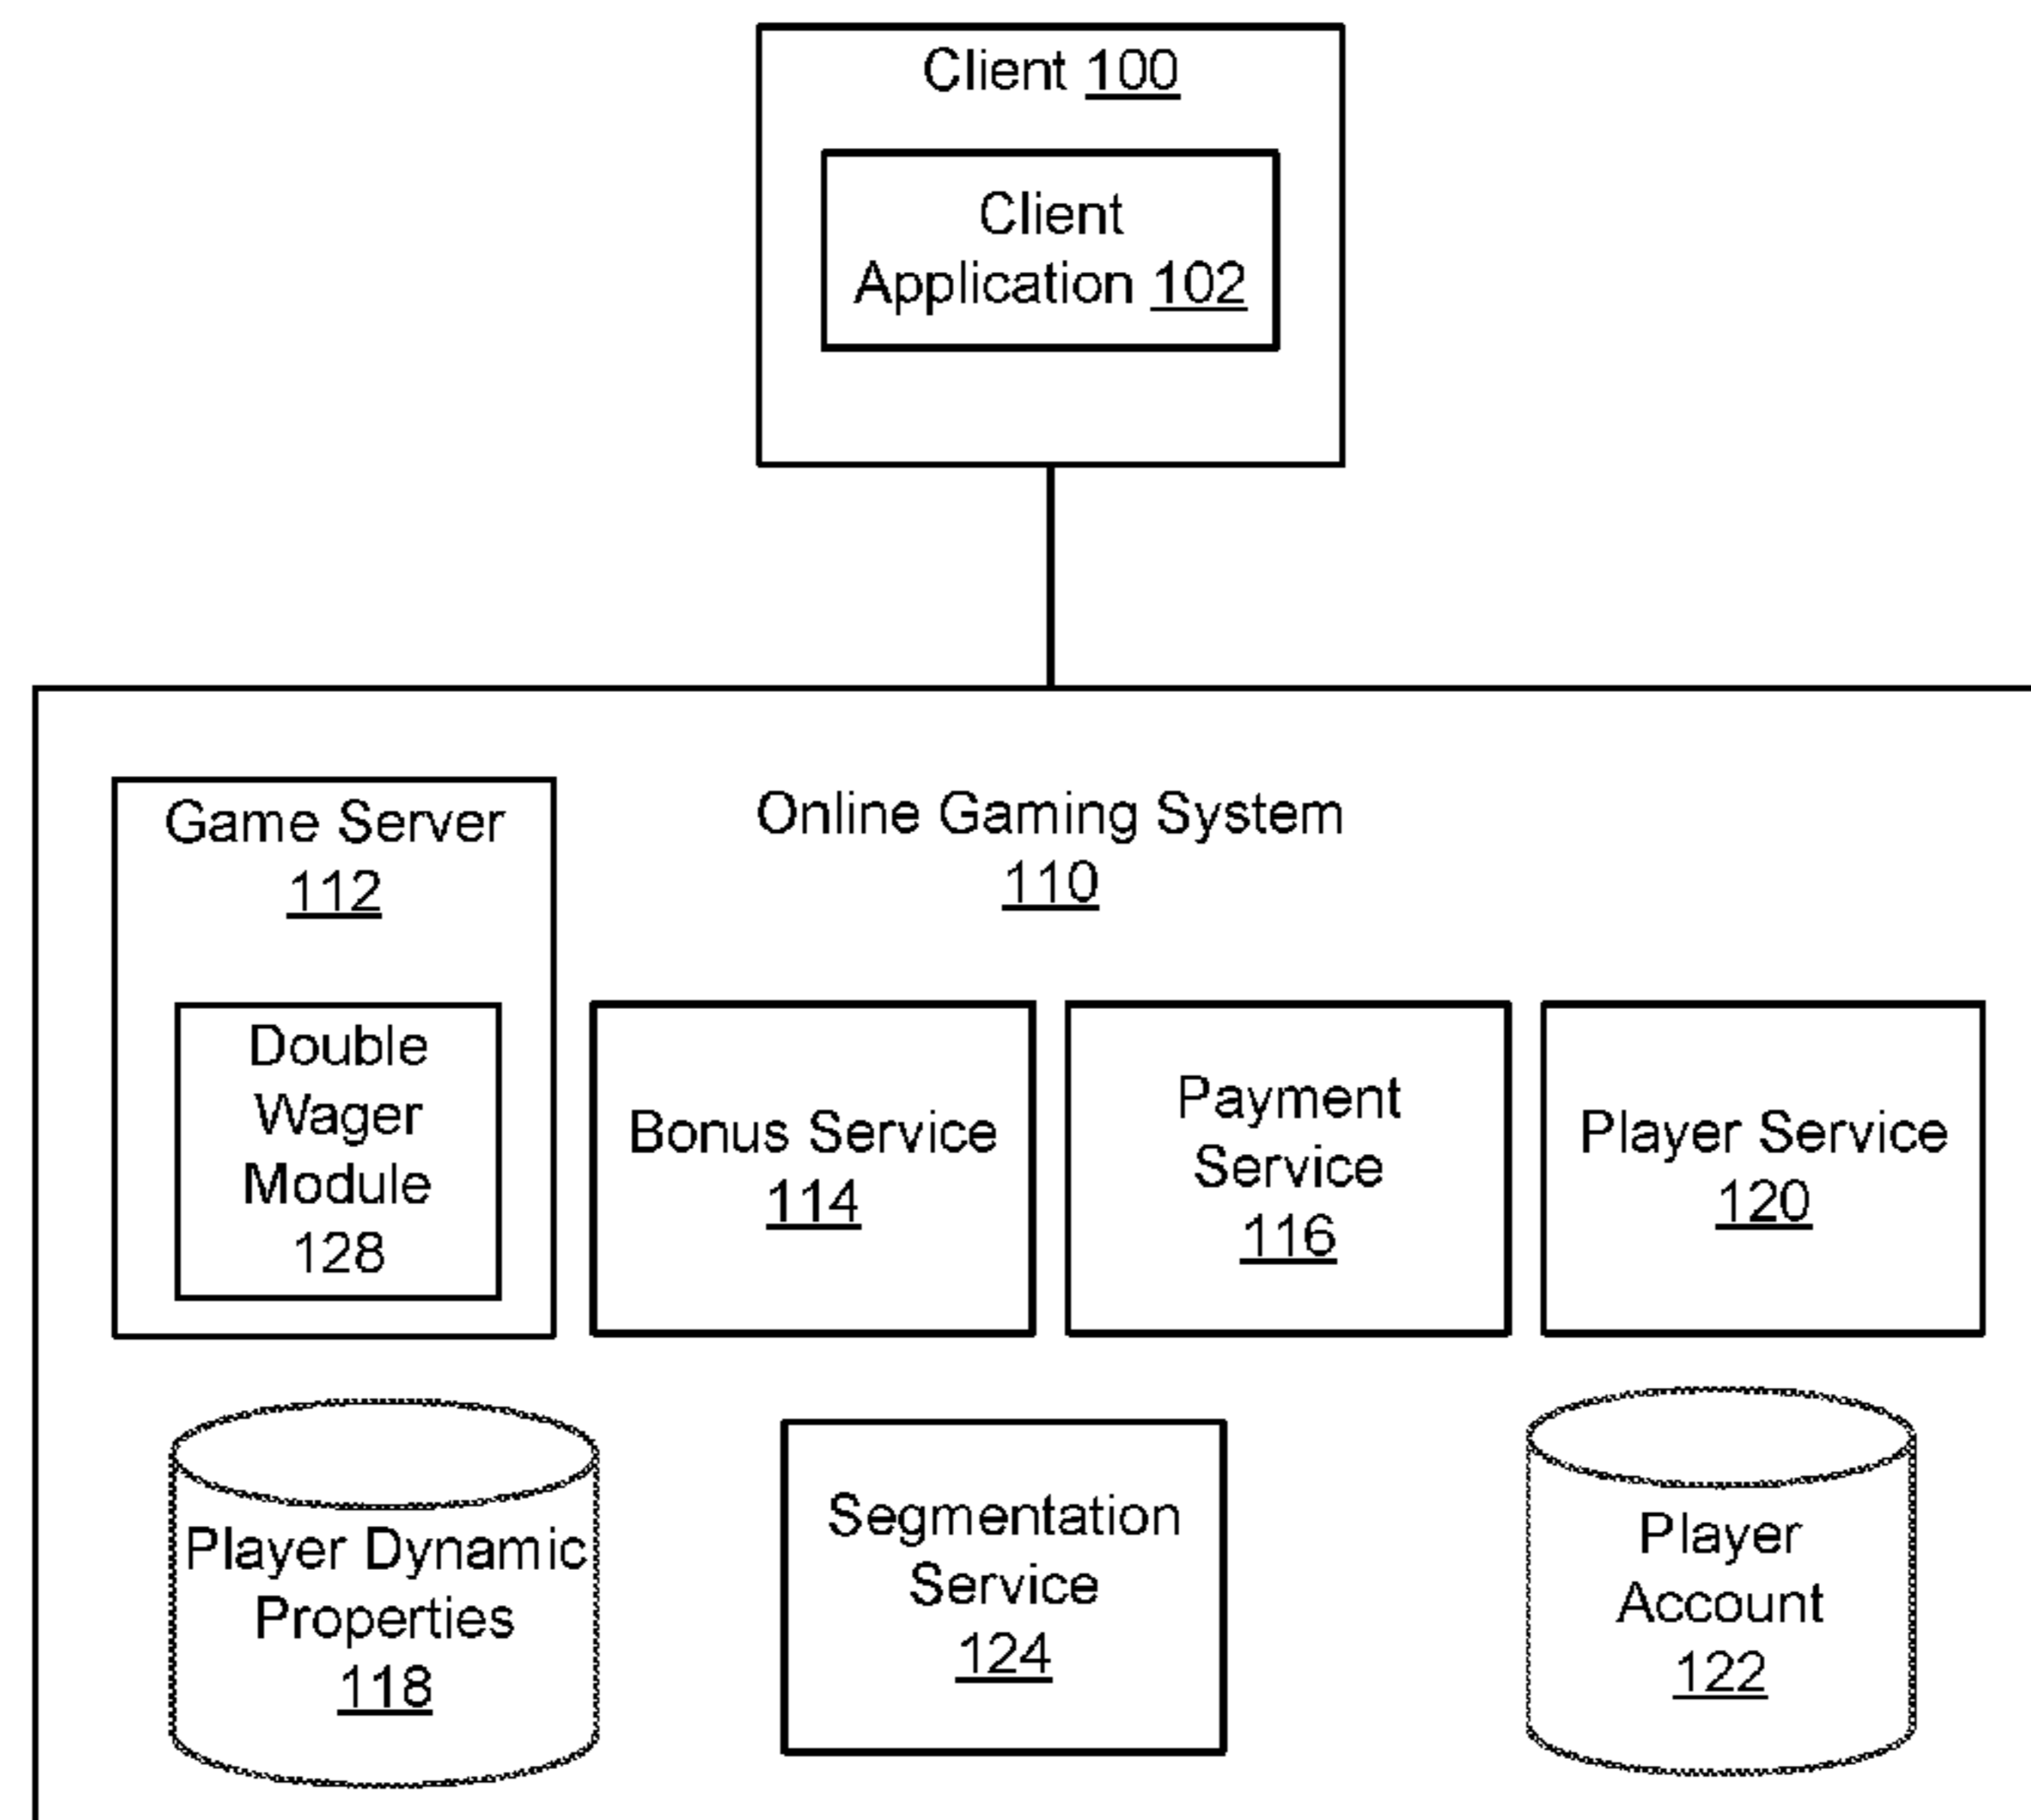 Client 100
Client
Application 102
Game Server
112
Online Gaming System
110
Double
Wager
Module
128
Bonus Service
114
Payment
Service
116
Player Service
120
Player Dynamic
Properties
118
Segmentation
Service
124
Player
Account
122